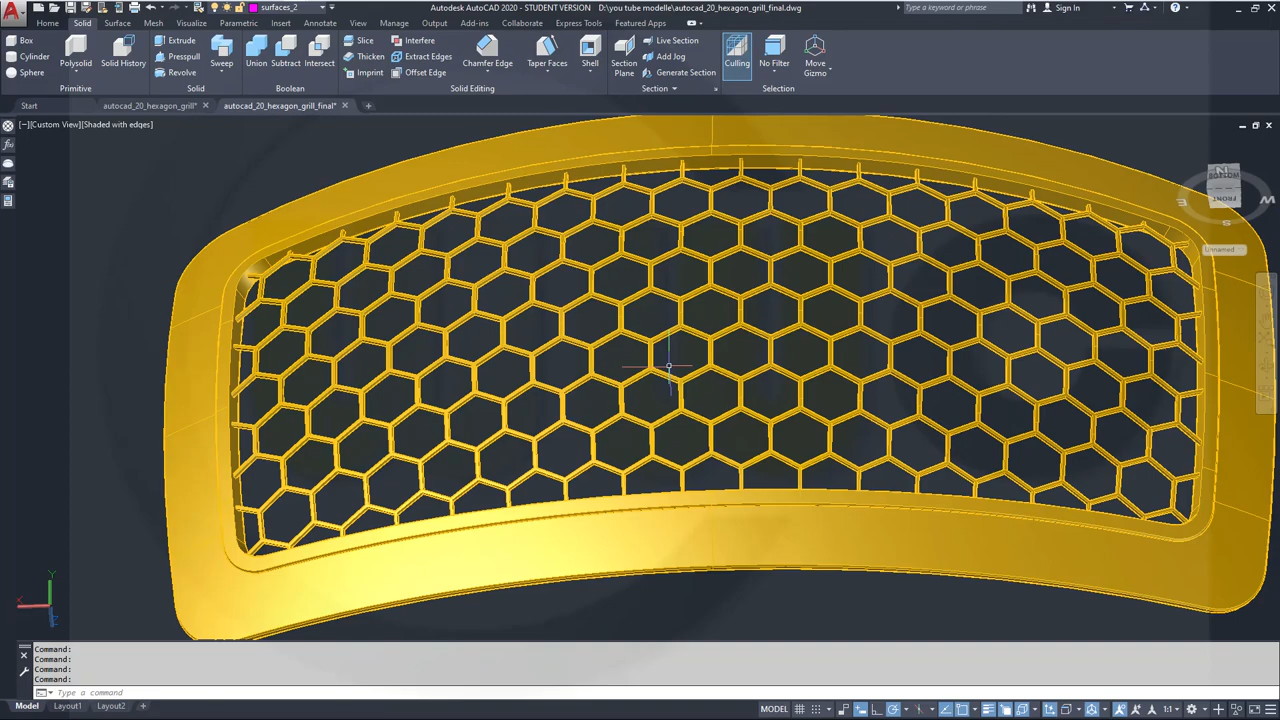 surfaces_2
Autodesk AutoCAD 2020 - STUDENT VERSION D:\you tube modelle\autocad_20_hexagon_grill_final.dwg
Type a keyword or phrase
Sign In
Home Solid Surface Mesh Visualize Parametric Insert Annotate View Manage Output Add-ins Collaborate Express Tools Featured Apps
Box
Cylinder
Sphere
Polysolid
Solid History
Extrude
Presspull
Revolve
Sweep
Union
Subtract
Intersect
Slice
Thicken
Imprint
Interfere
Extract Edges
Offset Edge
Chamfer Edge
Taper Faces
Shell
Section
Plane
Live Section
Add Jog
Generate Section
Culling
No Filter
Move
Gizmo
Primitive Solid Boolean Solid Editing Section Selection
Start autocad_20_hexagon_grill* autocad_20_hexagon_grill_final*
[−][Custom View][Shaded with edges]
N
FRONT
E
W
S
Unnamed
X
Y
Z
Command:
Command:
Command:
Command:
Type a command
Model Layout1 Layout2
MODEL
1:1